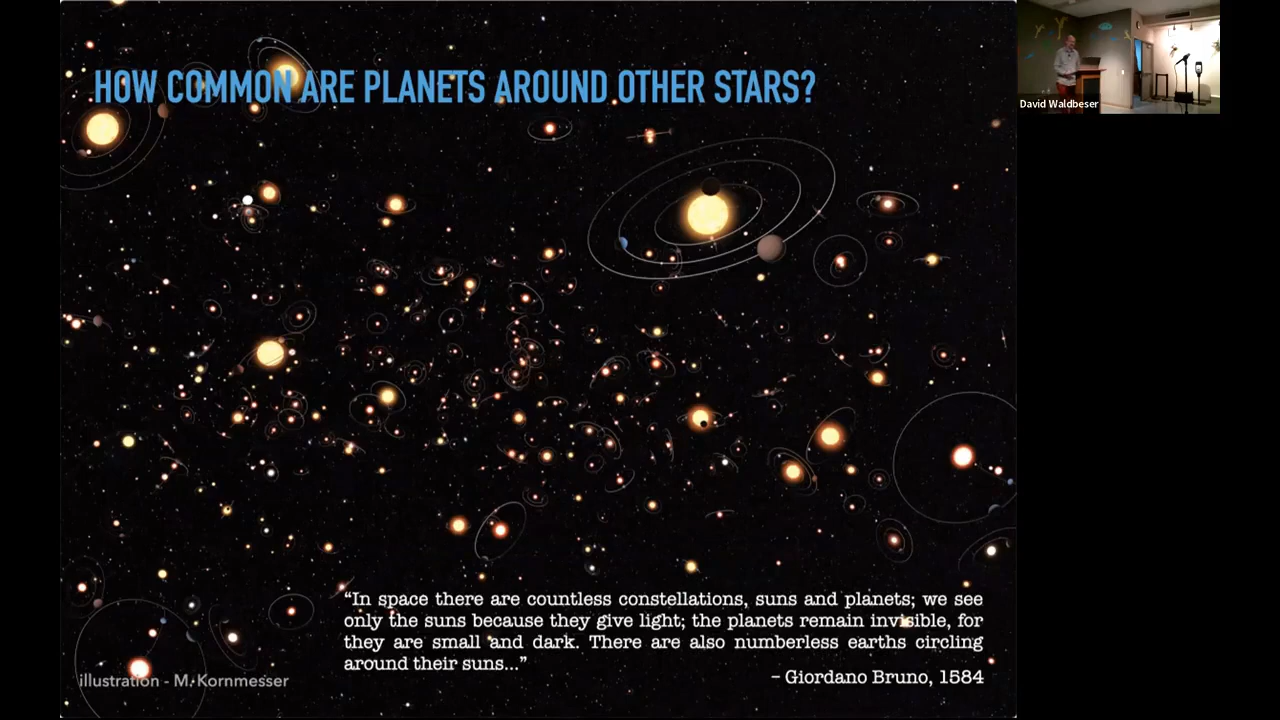 HOW COMMON ARE PLANETS AROUND OTHER STARS?
David Waldbeser
“In space there are countless constellations, suns and planets; we see
only the suns because they give light; the planets remain invisible, for
they are small and dark. There are also numberless earths circling
around their suns...”
– Giordano Bruno, 1584
illustration - M. Kornmesser